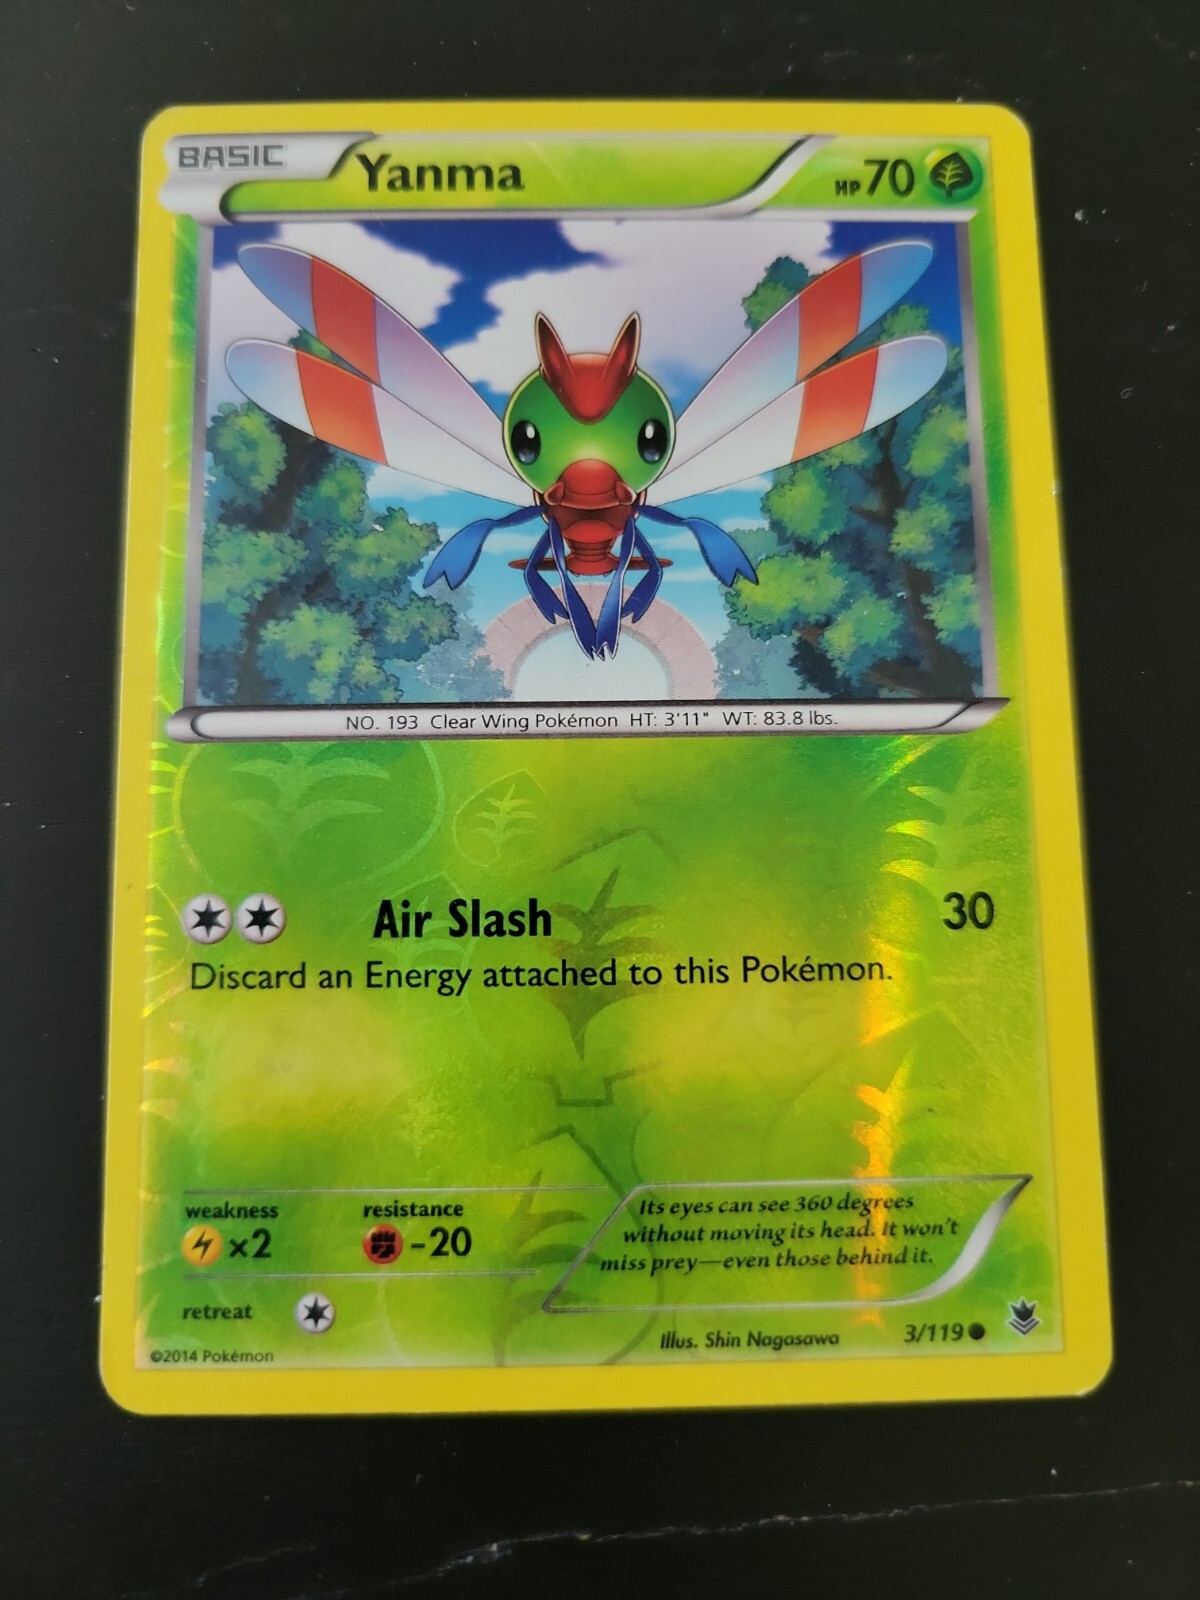 BASIC Yanma HP 70
NO. 193 Clear Wing Pokémon HT: 3'11" WT: 83.8 lbs.
Air Slash 30
Discard an Energy attached to this Pokémon.
weakness resistance
×2 -20
Its eyes can see 360 degrees
without moving its head. It won't
miss prey—even those behind it.
retreat
Illus. Shin Nagasawa 3/119
©2014 Pokémon